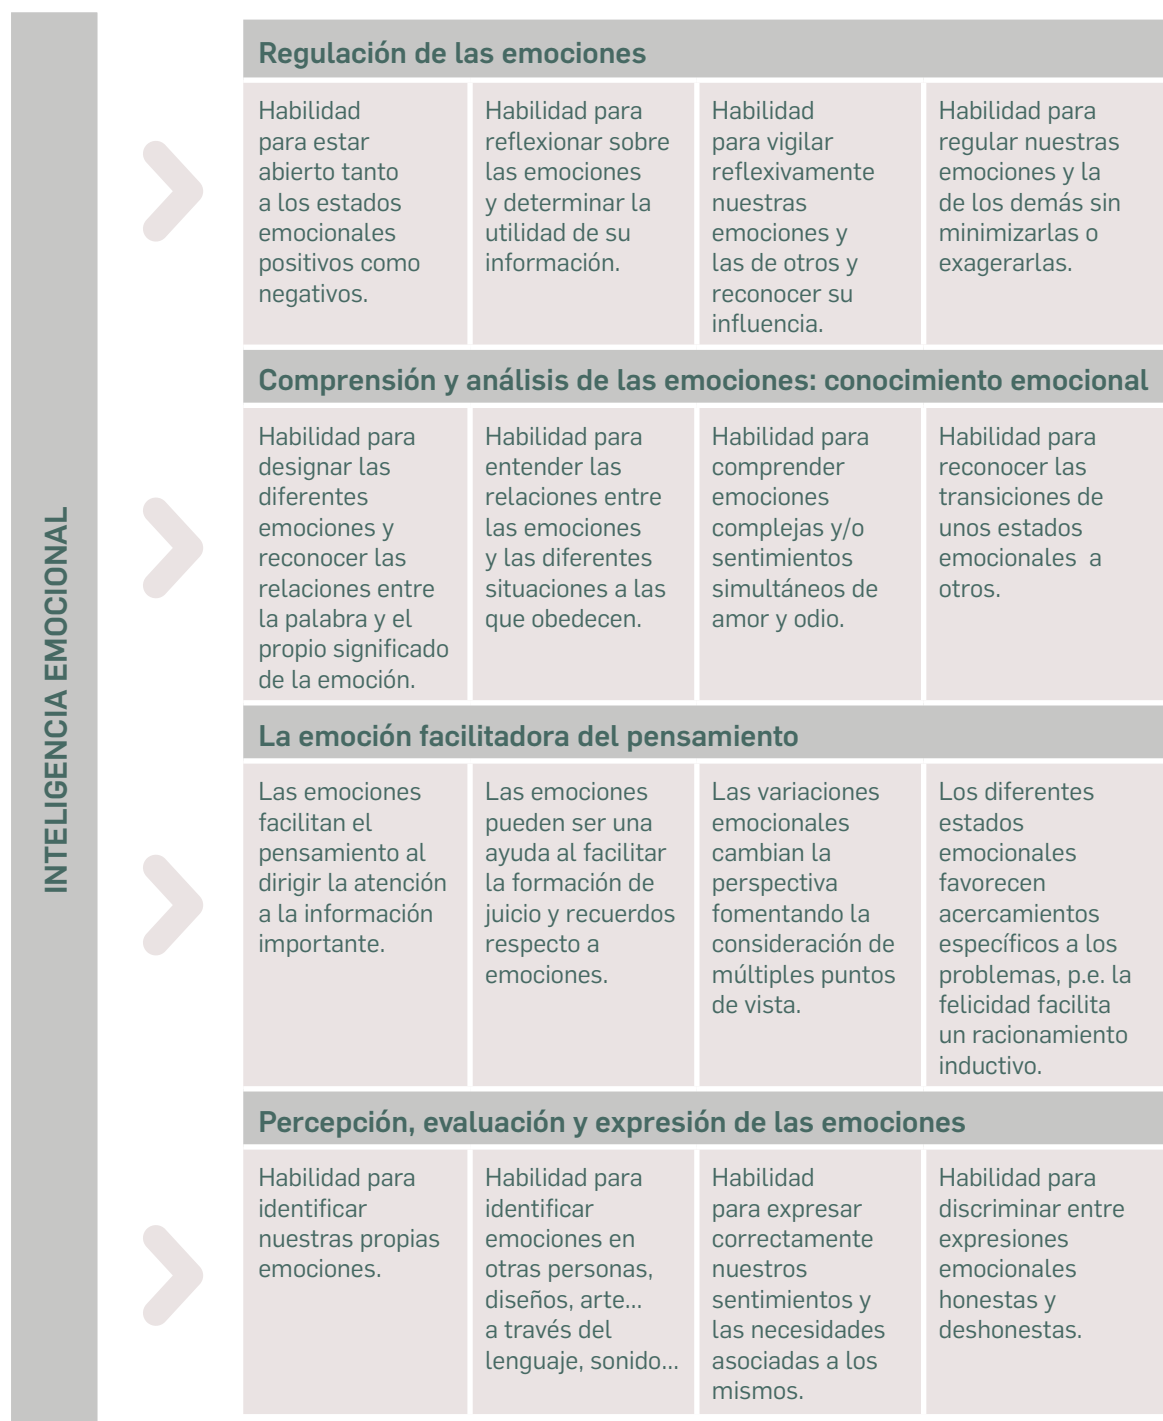 INTELIGENCIA EMOCIONAL
Regulación de las emociones
Habilidad
para estar
abierto tanto
a los estados
emocionales
positivos como
negativos.
Habilidad para
reflexionar sobre
las emociones
y determinar la
utilidad de su
información.
Habilidad
para vigilar
reflexivamente
nuestras
emociones y
las de otros y
reconocer su
influencia.
Habilidad para
regular nuestras
emociones y la
de los demás sin
minimizarlas o
exagerarlas.
Comprensión y análisis de las emociones: conocimiento emocional
Habilidad para
designar las
diferentes
emociones y
reconocer las
relaciones entre
la palabra y el
propio significado
de la emoción.
Habilidad para
entender las
relaciones entre
las emociones
y las diferentes
situaciones a las
que obedecen.
Habilidad para
comprender
emociones
complejas y/o
sentimientos
simultáneos de
amor y odio.
Habilidad para
reconocer las
transiciones de
unos estados
emocionales a
otros.
La emoción facilitadora del pensamiento
Las emociones
facilitan el
pensamiento al
dirigir la atención
a la información
importante.
Las emociones
pueden ser una
ayuda al facilitar
la formación de
juicio y recuerdos
respecto a
emociones.
Las variaciones
emocionales
cambian la
perspectiva
fomentando la
consideración de
múltiples puntos
de vista.
Los diferentes
estados
emocionales
favorecen
acercamientos
específicos a los
problemas, p.e. la
felicidad facilita
un racionamiento
inductivo.
Percepción, evaluación y expresión de las emociones
Habilidad para
identificar
nuestras propias
emociones.
Habilidad para
identificar
emociones en
otras personas,
diseños, arte...
a través del
lenguaje, sonido...
Habilidad
para expresar
correctamente
nuestros
sentimientos y
las necesidades
asociadas a los
mismos.
Habilidad para
discriminar entre
expresiones
emocionales
honestas y
deshonestas.